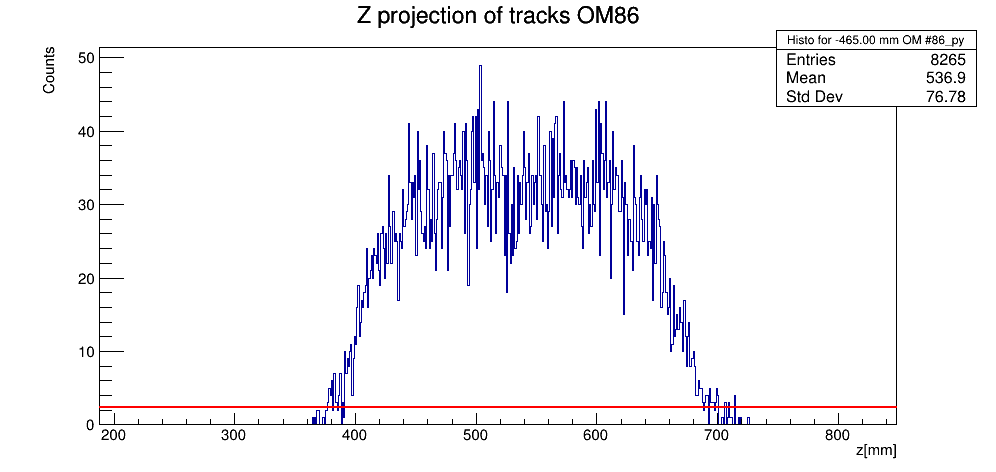 Z projection of tracks OM86
Histo for -465.00 mm OM #86_py
Entries 8265
Mean 536.9
Std Dev 76.78
Counts
50
40
30
20
10
0
200 300 400 500 600 700 800
z[mm]